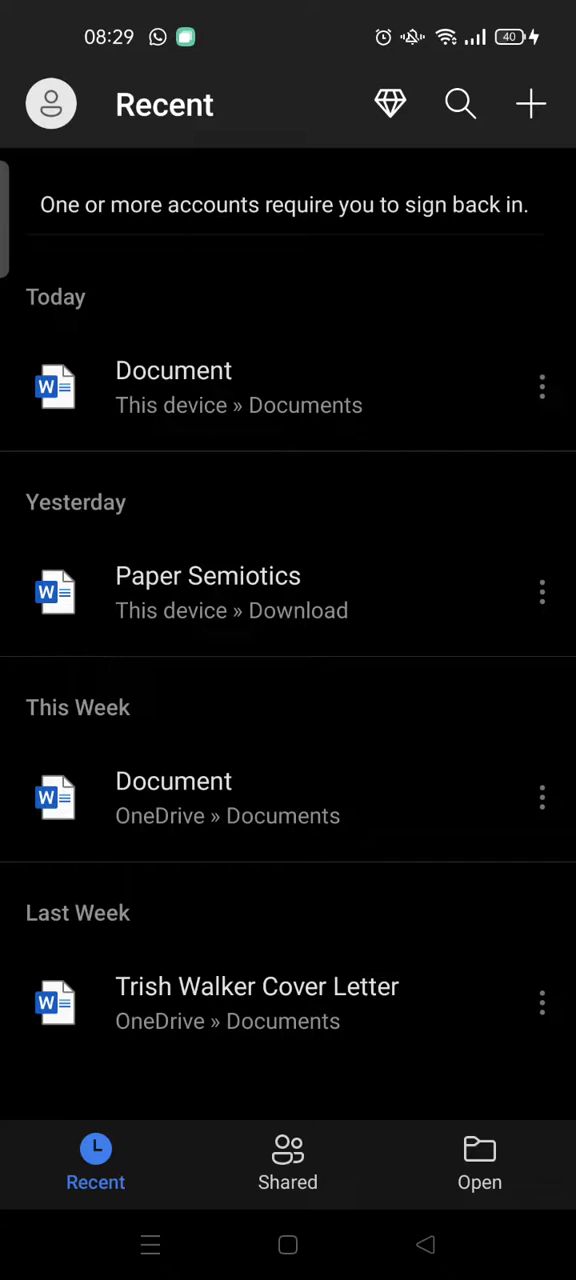 08:29
40
Recent
One or more accounts require you to sign back in.
Today
W
Document
This device » Documents
Yesterday
W
Paper Semiotics
This device » Download
This Week
W
Document
OneDrive » Documents
Last Week
W
Trish Walker Cover Letter
OneDrive » Documents
Recent
Shared
Open